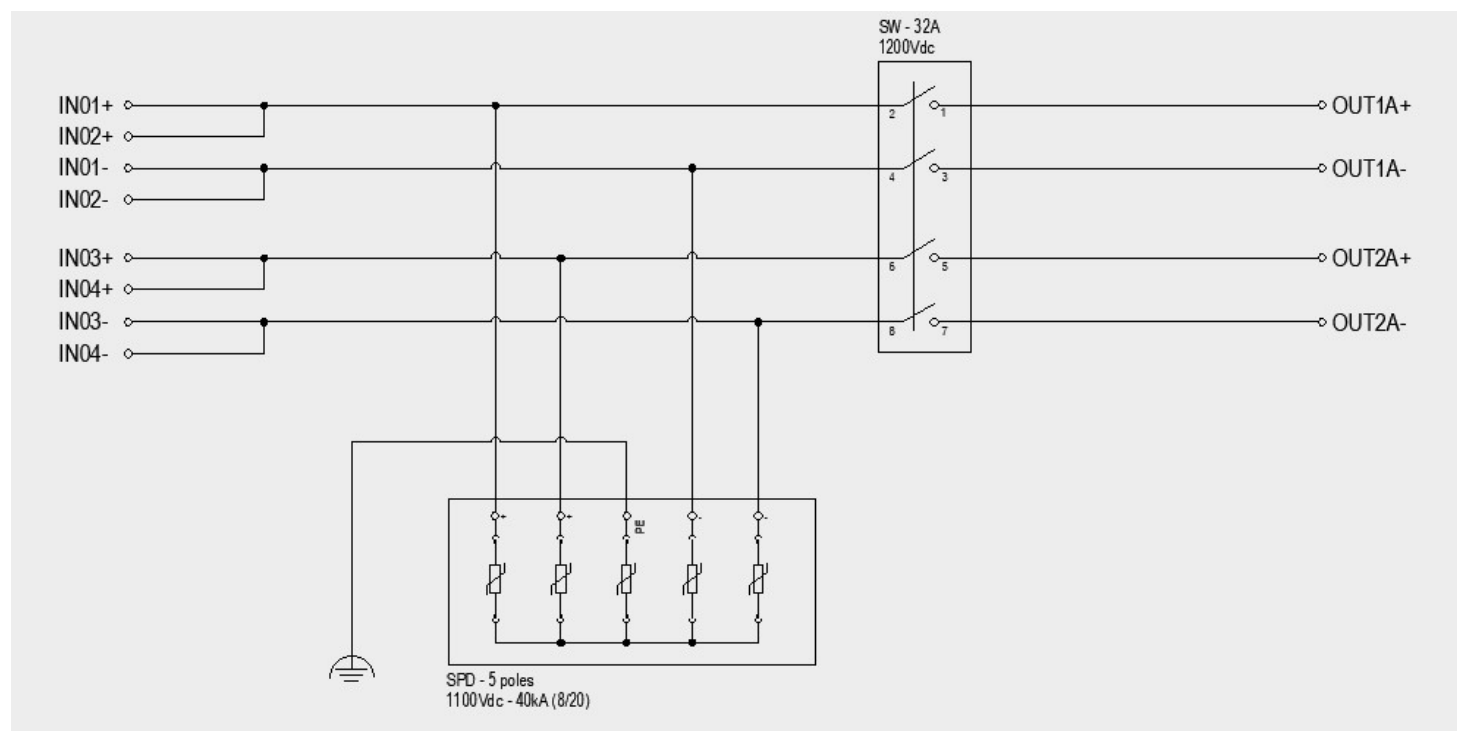 SW - 32A
1200Vdc
IN01+
2
1
OUT1A+
IN02+
IN01-
4
3
OUT1A-
IN02-
IN03+
6
5
OUT2A+
IN04+
IN03-
8
7
OUT2A-
IN04-
+
+
PE
-
-
SPD - 5 poles
1100Vdc - 40kA (8/20)